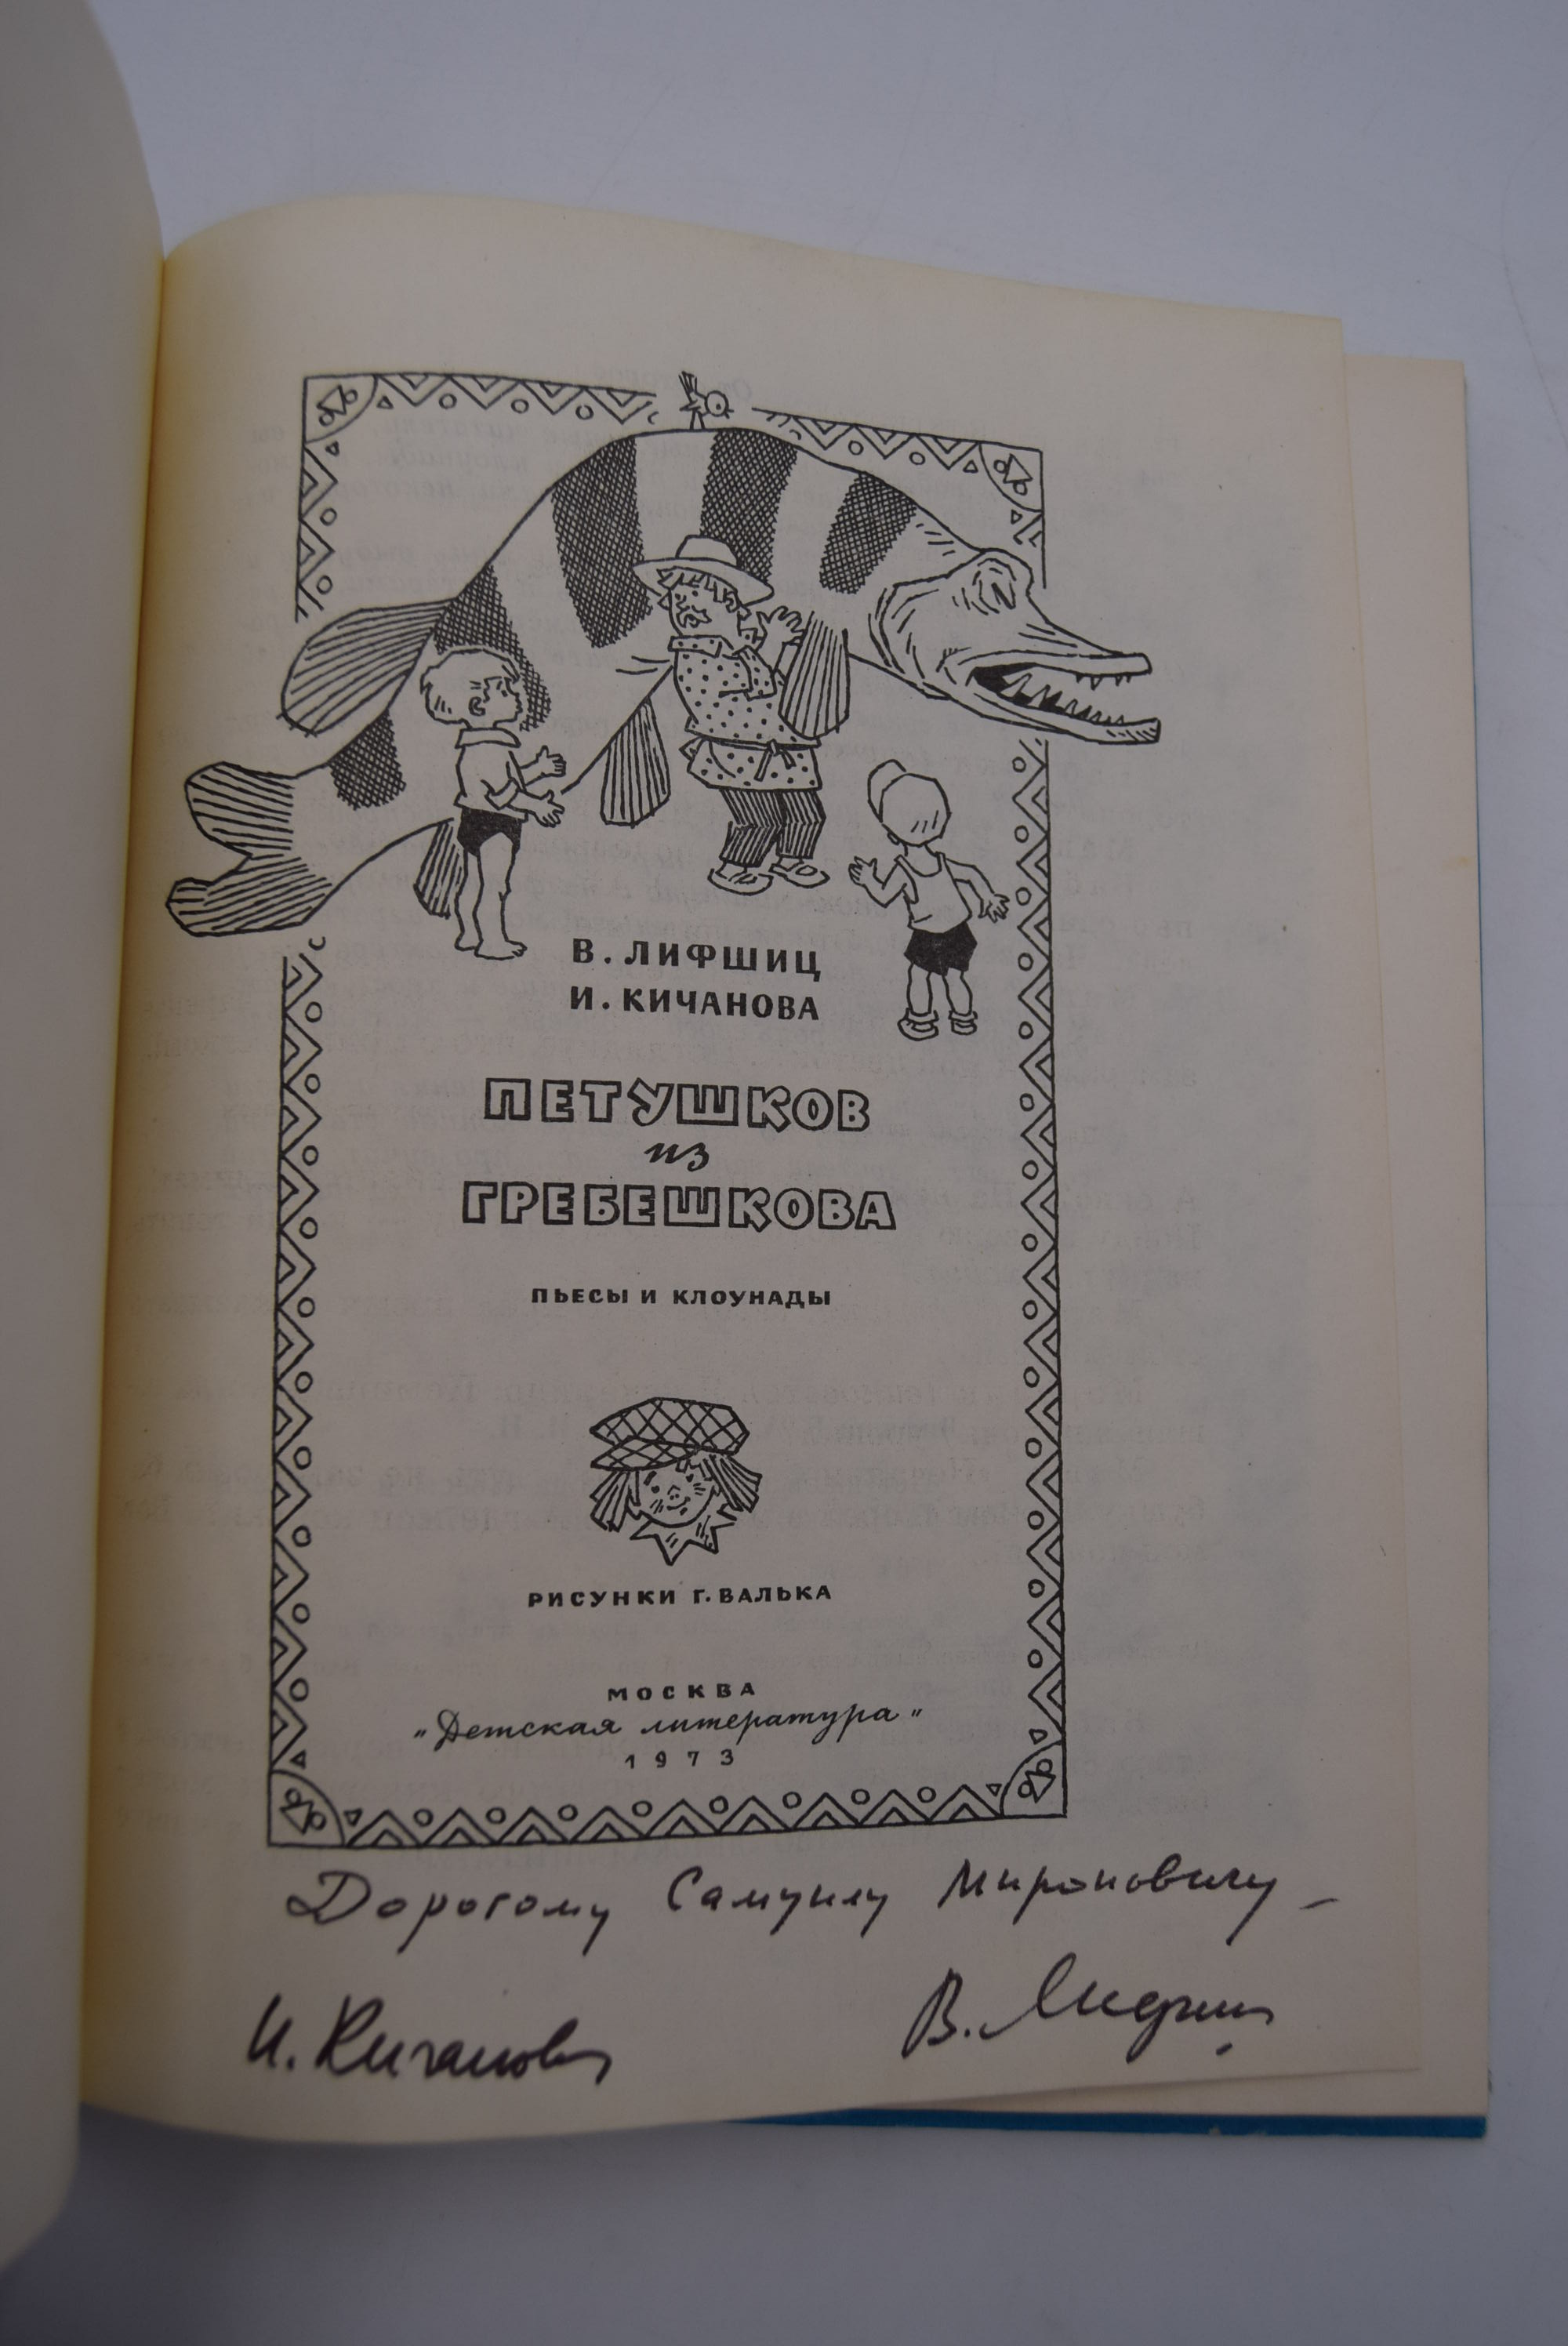 В. ЛИФШИЦ
И. КИЧАНОВА
ПЕТУШКОВ
из
ГРЕБЕШКОВА
ПЬЕСЫ И КЛОУНАДЫ
РИСУНКИ Г. ВАЛЬКА
МОСКВА
"Детская литература"
1973
Дорогому Самуилу Мироновичу –
И. Кичанова В. Лифшиц